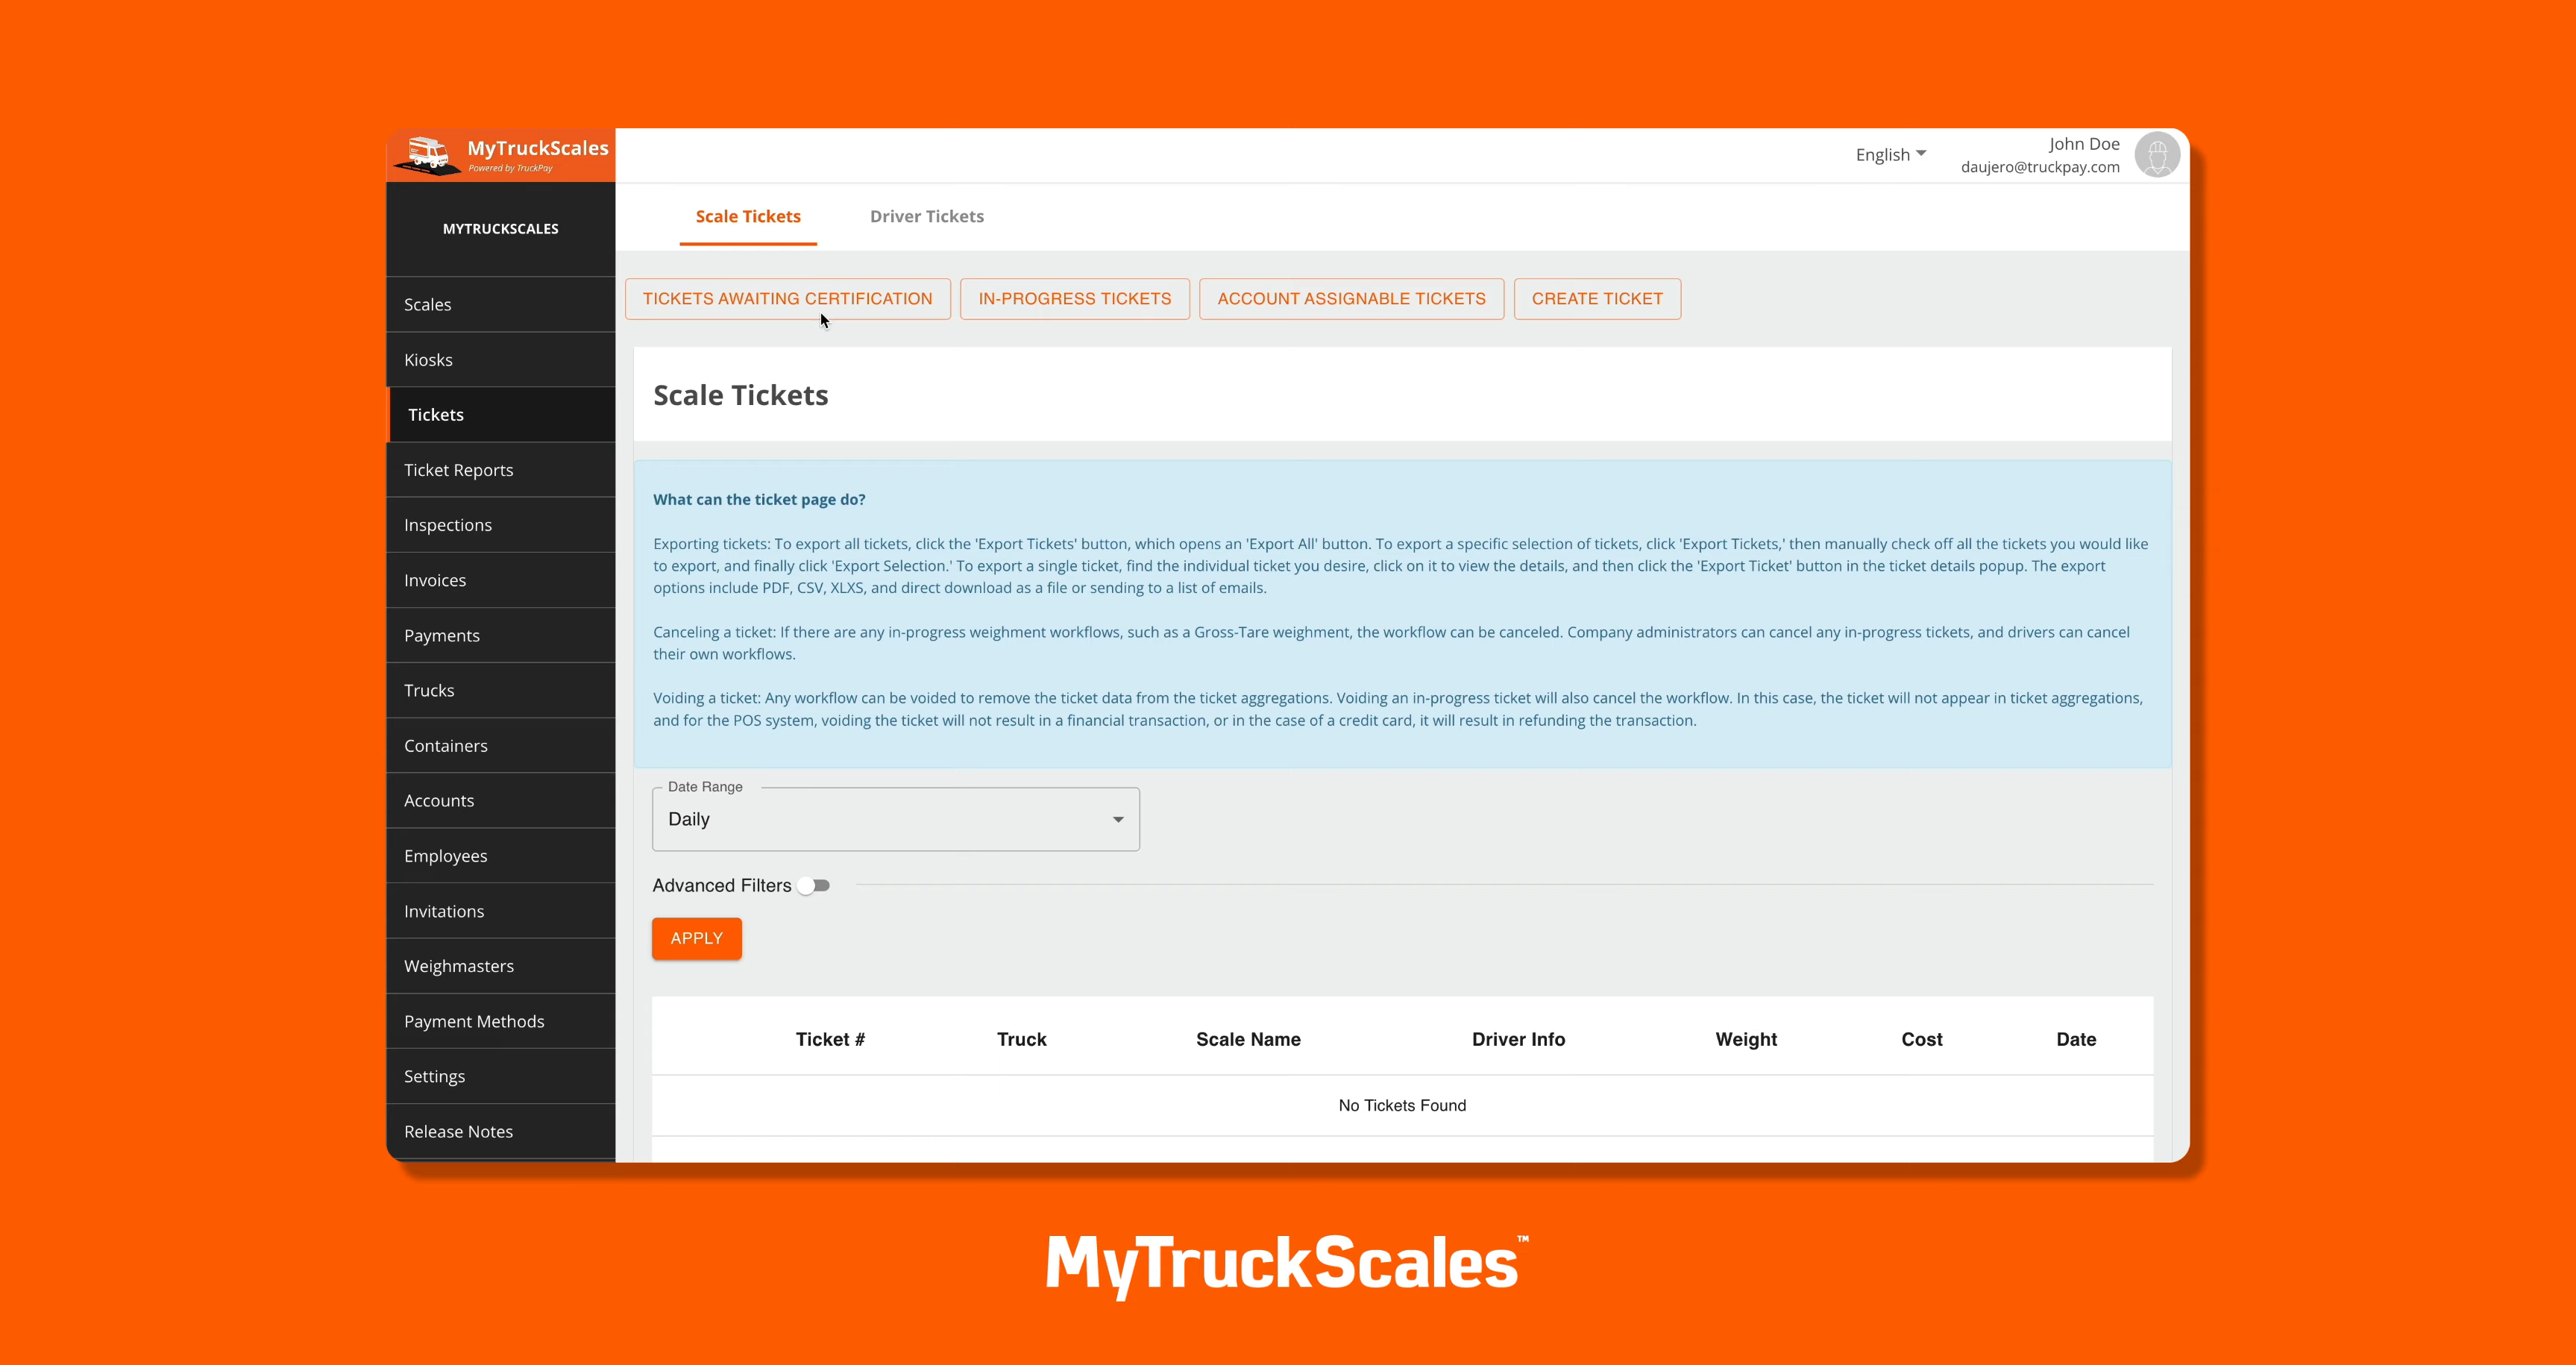 MyTruckScales
Powered by TruckPay
English
John Doe
daujero@truckpay.com
MYTRUCKSCALES
Scales
Kiosks
Tickets
Ticket Reports
Inspections
Invoices
Payments
Trucks
Containers
Accounts
Employees
Invitations
Weighmasters
Payment Methods
Settings
Release Notes
Scale Tickets
Driver Tickets
TICKETS AWAITING CERTIFICATION
IN-PROGRESS TICKETS
ACCOUNT ASSIGNABLE TICKETS
CREATE TICKET
Scale Tickets
What can the ticket page do?
Exporting tickets: To export all tickets, click the 'Export Tickets' button, which opens an 'Export All' button. To export a specific selection of tickets, click 'Export Tickets,' then manually check off all the tickets you would like
to export, and finally click 'Export Selection.' To export a single ticket, find the individual ticket you desire, click on it to view the details, and then click the 'Export Ticket' button in the ticket details popup. The export
options include PDF, CSV, XLXS, and direct download as a file or sending to a list of emails.
Canceling a ticket: If there are any in-progress weighment workflows, such as a Gross-Tare weighment, the workflow can be canceled. Company administrators can cancel any in-progress tickets, and drivers can cancel
their own workflows.
Voiding a ticket: Any workflow can be voided to remove the ticket data from the ticket aggregations. Voiding an in-progress ticket will also cancel the workflow. In this case, the ticket will not appear in ticket aggregations,
and for the POS system, voiding the ticket will not result in a financial transaction, or in the case of a credit card, it will result in refunding the transaction.
Date Range
Daily
Advanced Filters
APPLY
Ticket # Truck Scale Name Driver Info Weight Cost Date
No Tickets Found
MyTruckScales™